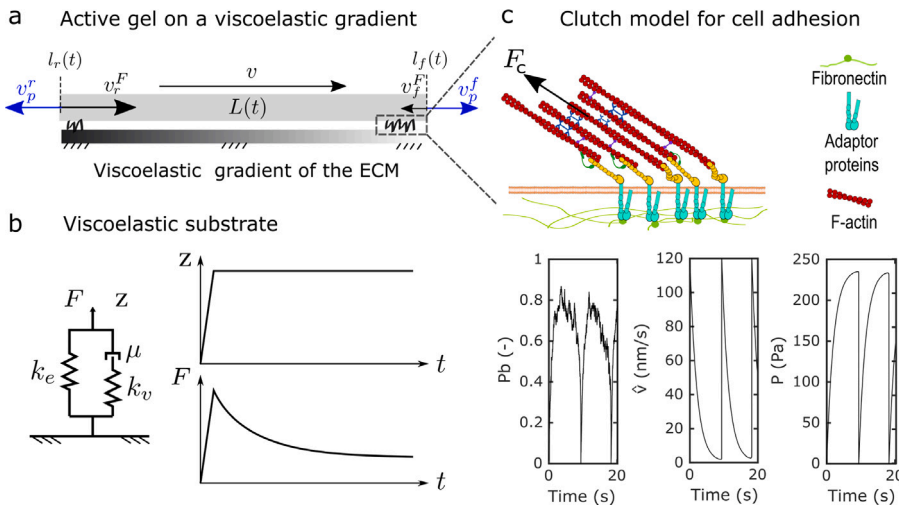 a Active gel on a viscoelastic gradient
l_r(t) l_f(t)
v_p^r v_r^F v v_f^F v_p^f
L(t)
Viscoelastic gradient of the ECM
b Viscoelastic substrate
F z
k_e μ k_v
z
t
F
t
c Clutch model for cell adhesion
F_c
Fibronectin
Adaptor
proteins
F-actin
Pb (-)
1
0.8
0.6
0.4
0.2
0
0 10 20
Time (s)
v̂ (nm/s)
120
100
80
60
40
20
0
0 10 20
Time (s)
P (Pa)
250
200
150
100
50
0
0 10 20
Time (s)